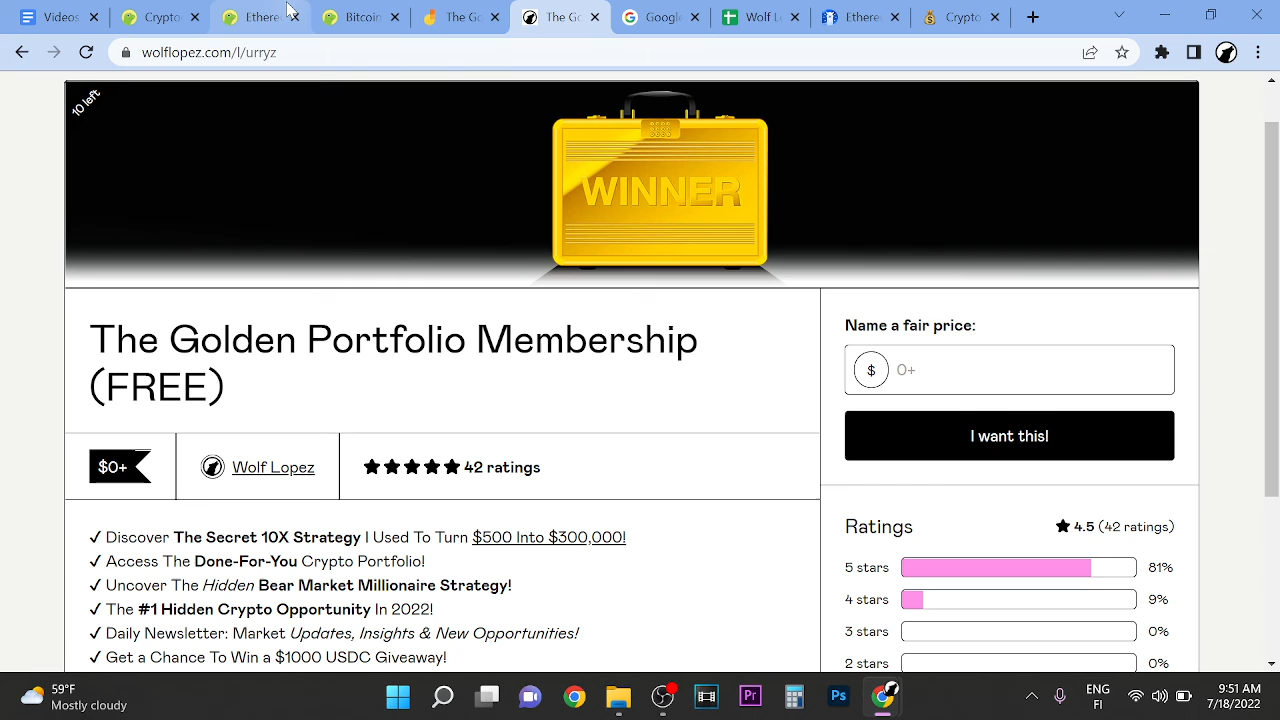 Videos
Crypto
Ethere
Bitcoin
The Go
Google
Wolf L
Ethere
Crypto
wolflopez.com/l/urryz
10 left
WINNER
The Golden Portfolio Membership
(FREE)
$0+
Wolf Lopez
42 ratings
✓ Discover The Secret 10X Strategy I Used To Turn $500 Into $300,000!
✓ Access The Done-For-You Crypto Portfolio!
✓ Uncover The Hidden Bear Market Millionaire Strategy!
✓ The #1 Hidden Crypto Opportunity In 2022!
✓ Daily Newsletter: Market Updates, Insights & New Opportunities!
✓ Get a Chance To Win a $1000 USDC Giveaway!
Name a fair price:
$ 0+
I want this!
Ratings
4.5 (42 ratings)
5 stars 81%
4 stars 9%
3 stars 0%
2 stars 0%
59°F
Mostly cloudy
Pr
Ps
ENG
FI
9:51 AM
7/18/2022